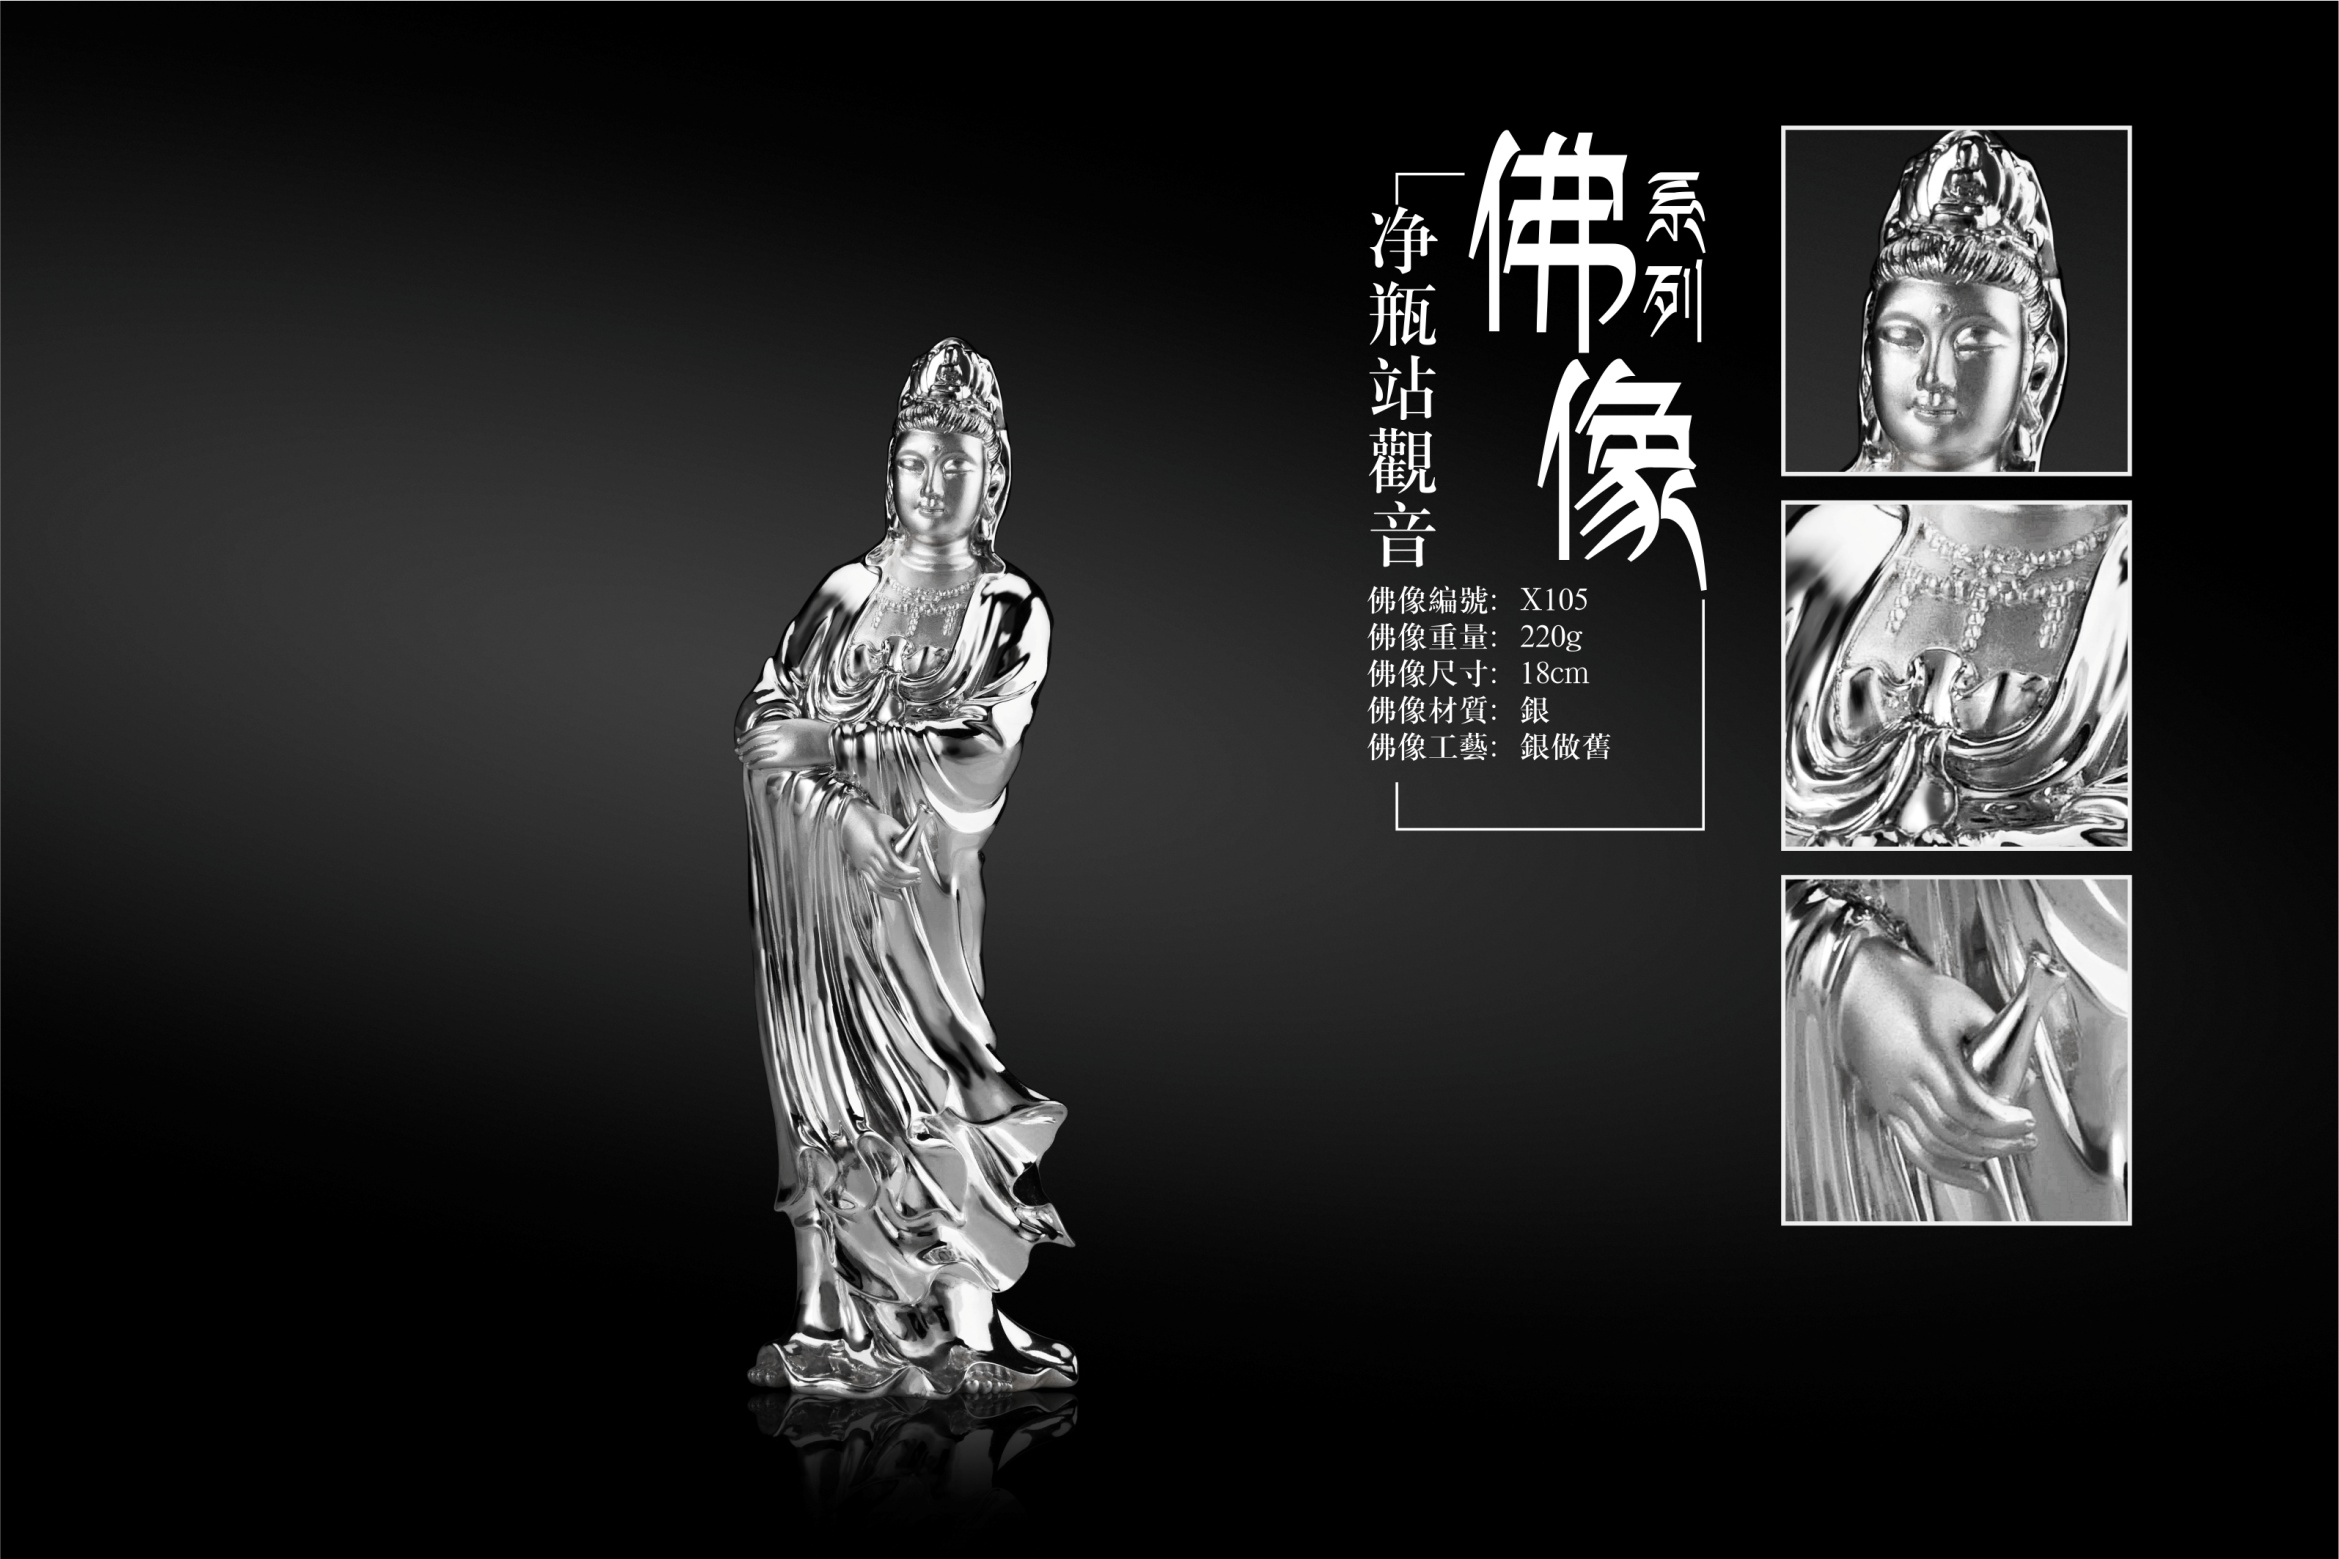 佛像
系列
净瓶站觀音
佛像編號： X105
佛像重量： 220g
佛像尺寸： 18cm
佛像材質： 銀
佛像工藝： 銀做舊